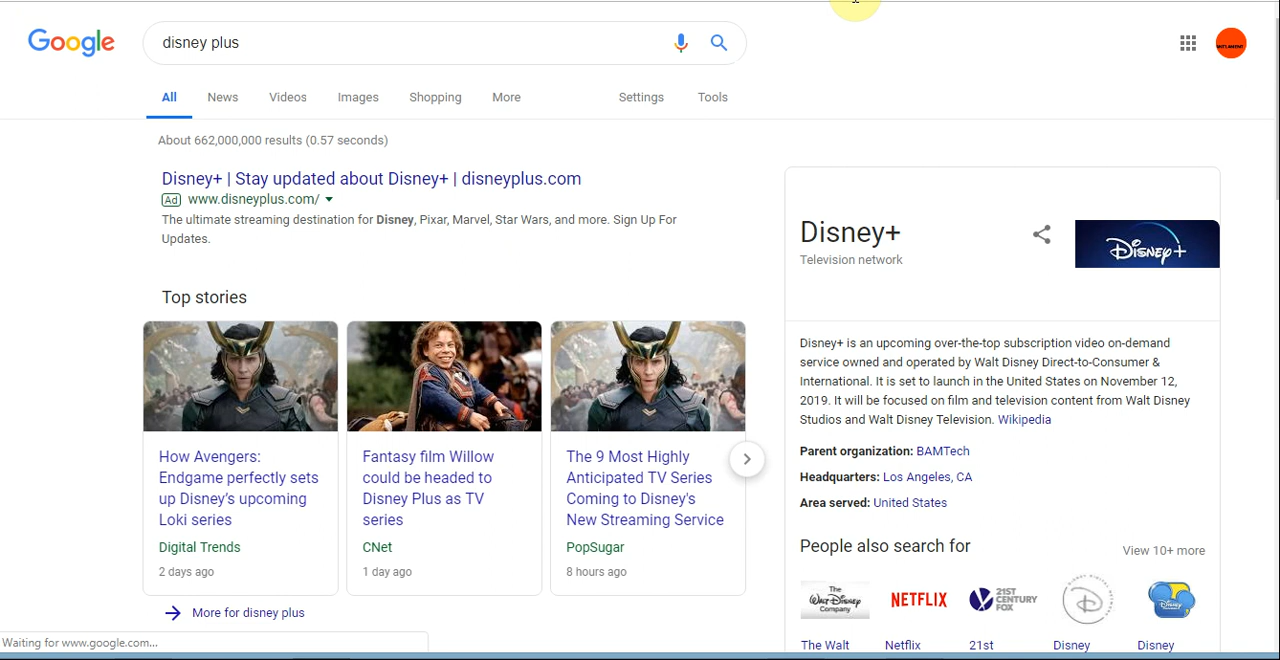 Google
disney plus
All
News
Videos
Images
Shopping
More
Settings
Tools
About 662,000,000 results (0.57 seconds)
Disney+ | Stay updated about Disney+ | disneyplus.com
Ad www.disneyplus.com/
The ultimate streaming destination for Disney, Pixar, Marvel, Star Wars, and more. Sign Up For
Updates.
Top stories
How Avengers:
Endgame perfectly sets
up Disney's upcoming
Loki series
Digital Trends
2 days ago
Fantasy film Willow
could be headed to
Disney Plus as TV
series
CNet
1 day ago
The 9 Most Highly
Anticipated TV Series
Coming to Disney's
New Streaming Service
PopSugar
8 hours ago
More for disney plus
Waiting for www.google.com...
Disney+
Television network
Disney+
Disney+ is an upcoming over-the-top subscription video on-demand
service owned and operated by Walt Disney Direct-to-Consumer &
International. It is set to launch in the United States on November 12,
2019. It will be focused on film and television content from Walt Disney
Studios and Walt Disney Television. Wikipedia
Parent organization: BAMTech
Headquarters: Los Angeles, CA
Area served: United States
People also search for
View 10+ more
The
Walt Disney
Company
NETFLIX
21ST
CENTURY
FOX
Disney
The Walt
Netflix
21st
Disney
Disney